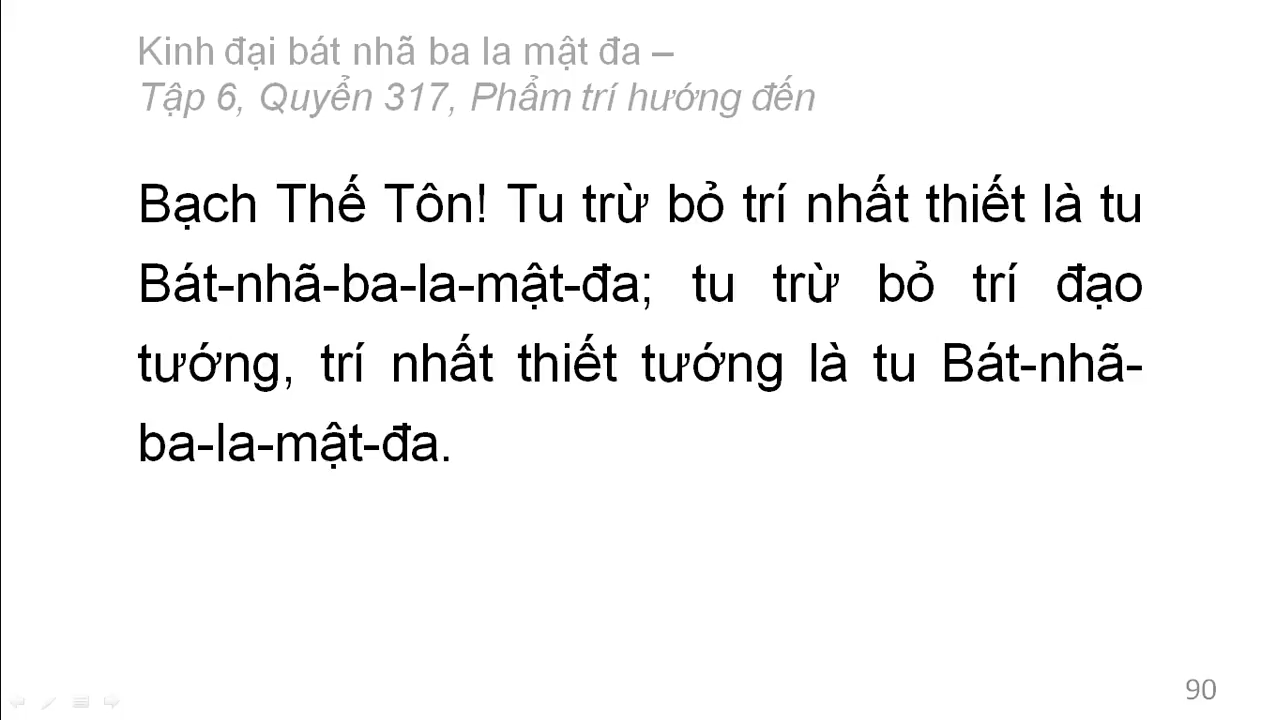 Kinh đại bát nhã ba la mật đa –
Tập 6, Quyển 317, Phẩm trí hướng đến
Bạch Thế Tôn! Tu trừ bỏ trí nhất thiết là tu
Bát-nhã-ba-la-mật-đa; tu trừ bỏ trí đạo
tướng, trí nhất thiết tướng là tu Bát-nhã-
ba-la-mật-đa.
90